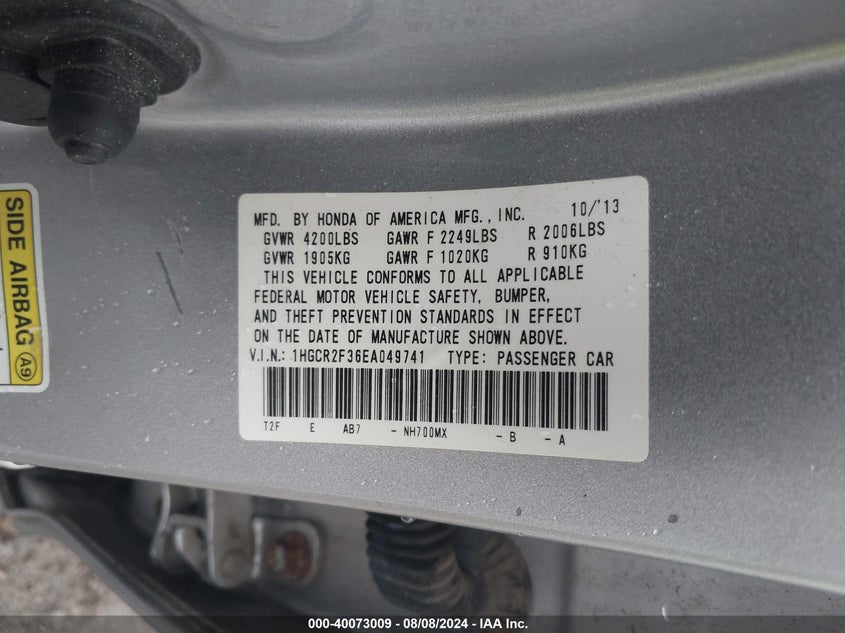 MFD. BY HONDA OF AMERICA MFG., INC. 10/'13
GVWR 4200LBS GAWR F 2249LBS R 2006LBS
GVWR 1905KG GAWR F 1020KG R 910KG
THIS VEHICLE CONFORMS TO ALL APPLICABLE
FEDERAL MOTOR VEHICLE SAFETY, BUMPER,
AND THEFT PREVENTION STANDARDS IN EFFECT
ON THE DATE OF MANUFACTURE SHOWN ABOVE.
V.I.N.: 1HGCR2F36EA049741 TYPE: PASSENGER CAR
T2F E AB7 - NH700MX - B - A
SIDE AIRBAG A9
000-40073009 - 08/08/2024 - IAA Inc.